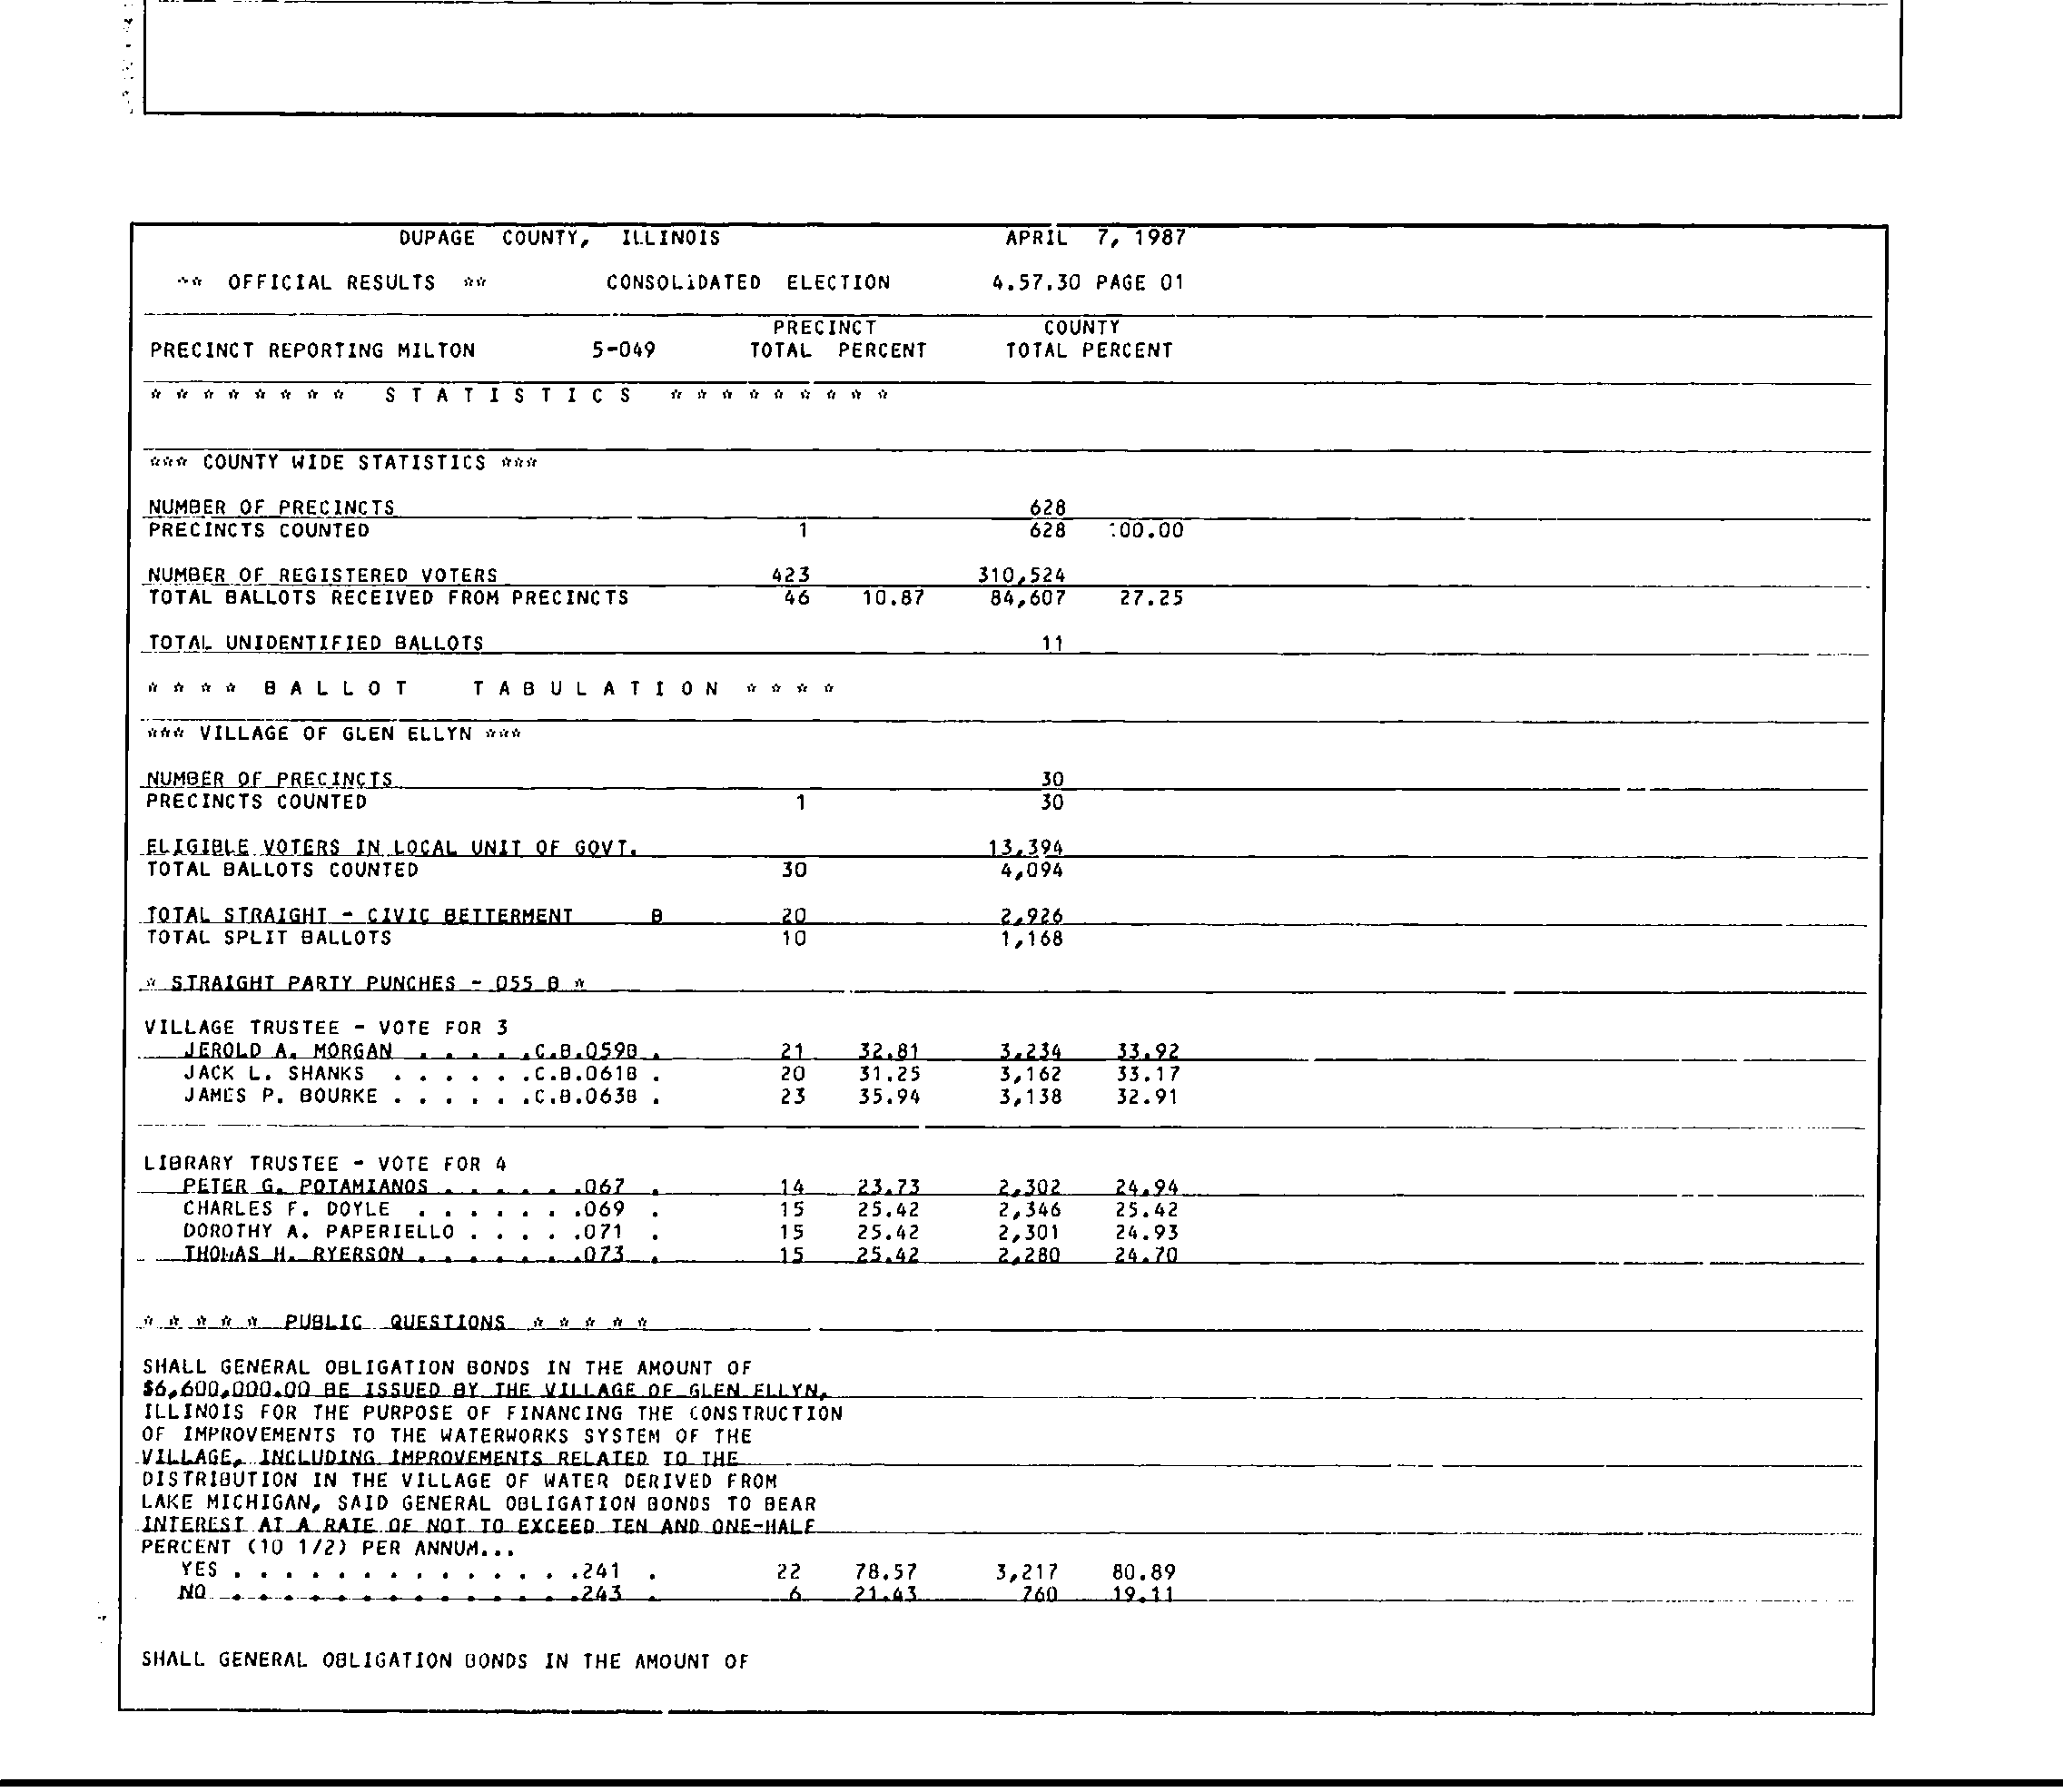 DUPAGE COUNTY, ILLINOIS APRIL 7, 1987
** OFFICIAL RESULTS ** CONSOLIDATED ELECTION 4.57.30 PAGE 01
PRECINCT COUNTY
PRECINCT REPORTING MILTON 5-049 TOTAL PERCENT TOTAL PERCENT
* * * * * * * * S T A T I S T I C S * * * * * * * * *
*** COUNTY WIDE STATISTICS ***
NUMBER OF PRECINCTS 628
PRECINCTS COUNTED 1 628 100.00
NUMBER OF REGISTERED VOTERS 423 310,524
TOTAL BALLOTS RECEIVED FROM PRECINCTS 46 10.87 84,607 27.25
TOTAL UNIDENTIFIED BALLOTS 11
* * * * B A L L O T T A B U L A T I O N * * * *
*** VILLAGE OF GLEN ELLYN ***
NUMBER OF PRECINCTS 30
PRECINCTS COUNTED 1 30
ELIGIBLE VOTERS IN LOCAL UNIT OF GOVT. 13,394
TOTAL BALLOTS COUNTED 30 4,094
TOTAL STRAIGHT - CIVIC BETTERMENT B 20 2,926
TOTAL SPLIT BALLOTS 10 1,168
* STRAIGHT PARTY PUNCHES - 055 B *
VILLAGE TRUSTEE - VOTE FOR 3
JEROLD A. MORGAN . . . . . .C.B.059B . 21 32.81 3,234 33.92
JACK L. SHANKS . . . . . .C.B.061B . 20 31.25 3,162 33.17
JAMES P. BOURKE . . . . . .C.B.063B . 23 35.94 3,138 32.91
LIBRARY TRUSTEE - VOTE FOR 4
PETER G. POTAMIANOS . . . . . .067 . 14 23.73 2,302 24.94
CHARLES F. DOYLE . . . . . . .069 . 15 25.42 2,346 25.42
DOROTHY A. PAPERIELLO . . . . .071 . 15 25.42 2,301 24.93
THOMAS H. RYERSON . . . . . . .073 . 15 25.42 2,280 24.70
* * * * * PUBLIC QUESTIONS * * * * *
SHALL GENERAL OBLIGATION BONDS IN THE AMOUNT OF
$6,600,000.00 BE ISSUED BY THE VILLAGE OF GLEN ELLYN,
ILLINOIS FOR THE PURPOSE OF FINANCING THE CONSTRUCTION
OF IMPROVEMENTS TO THE WATERWORKS SYSTEM OF THE
VILLAGE, INCLUDING IMPROVEMENTS RELATED TO THE
DISTRIBUTION IN THE VILLAGE OF WATER DERIVED FROM
LAKE MICHIGAN, SAID GENERAL OBLIGATION BONDS TO BEAR
INTEREST AT A RATE OF NOT TO EXCEED TEN AND ONE-HALF
PERCENT (10 1/2) PER ANNUM...
YES . . . . . . . . . . . . . .241 . 22 78.57 3,217 80.89
NO . . . . . . . . . . . . . .243 . 6 21.43 760 19.11
SHALL GENERAL OBLIGATION BONDS IN THE AMOUNT OF